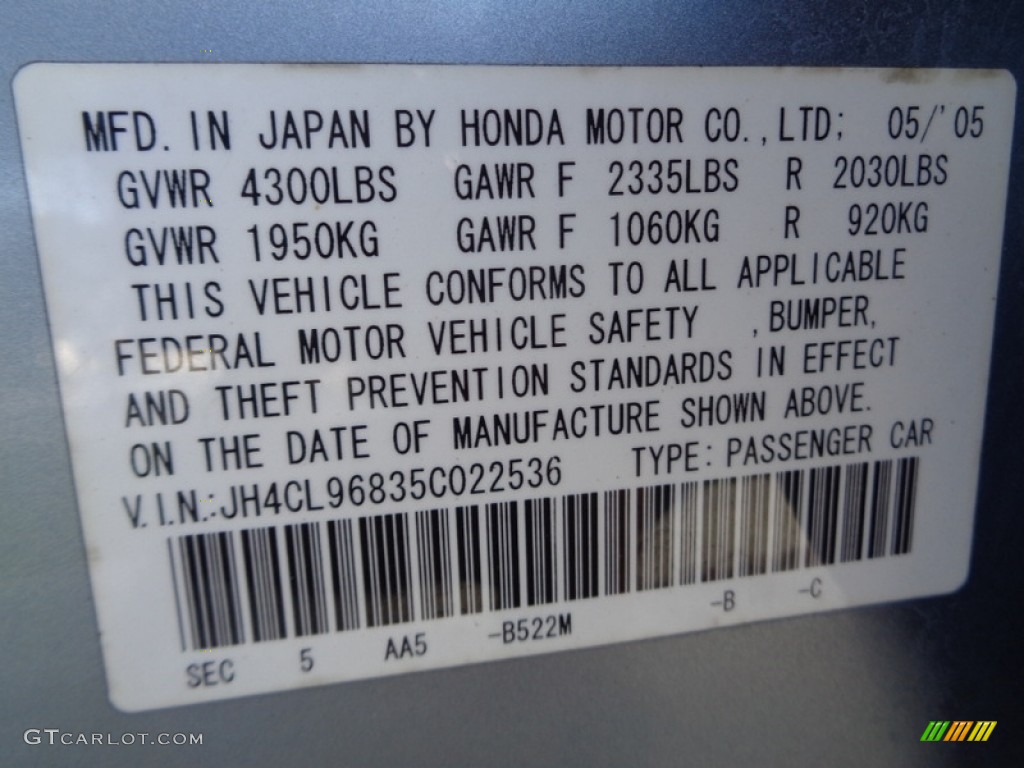 MFD. IN JAPAN BY HONDA MOTOR CO.,LTD; 05/'05
GVWR 4300LBS GAWR F 2335LBS R 2030LBS
GVWR 1950KG GAWR F 1060KG R 920KG
THIS VEHICLE CONFORMS TO ALL APPLICABLE
FEDERAL MOTOR VEHICLE SAFETY ,BUMPER,
AND THEFT PREVENTION STANDARDS IN EFFECT
ON THE DATE OF MANUFACTURE SHOWN ABOVE.
V.I.N.:JH4CL96835C022536 TYPE:PASSENGER CAR
SEC 5 AA5 -B522M -B -C
GTCARLOT.COM